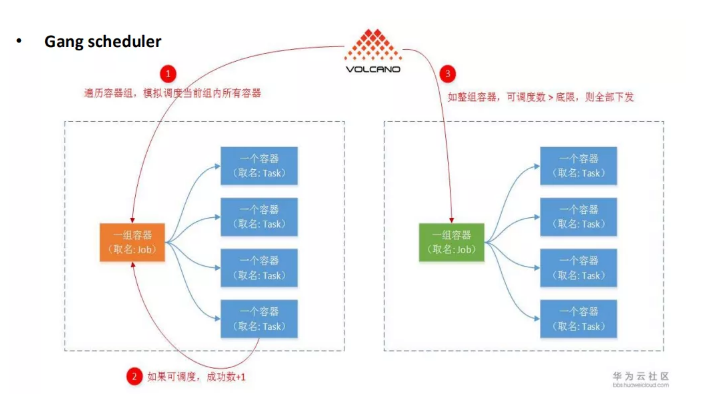 • Gang scheduler
VOLCANO
1
遍历容器组，模拟调度当前组内所有容器
3
如整组容器，可调度数 > 底限，则全部下发
一组容器
（取名: Job）
一个容器
（取名: Task）
一个容器
（取名: Task）
一个容器
（取名: Task）
一个容器
（取名: Task）
2
如果可调度，成功数+1
一组容器
（取名: Job）
一个容器
（取名: Task）
一个容器
（取名: Task）
一个容器
（取名: Task）
一个容器
（取名: Task）
华为云社区
bbs.huaweicloud.com